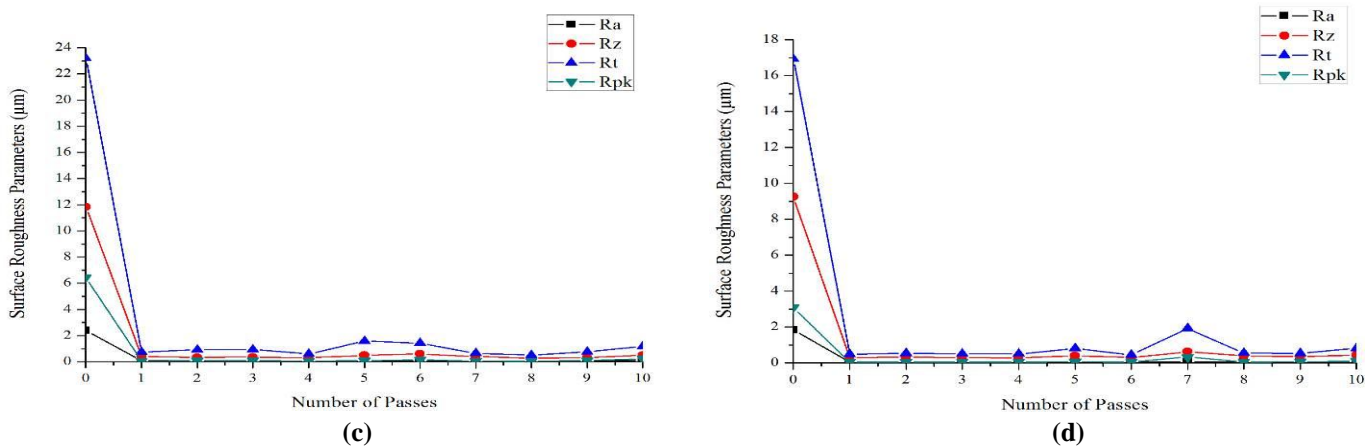 Ra
Rz
Rt
Rpk
24
22
20
18
16
14
12
10
8
6
4
2
0
Surface Roughness Parameters (μm)
0 1 2 3 4 5 6 7 8 9 10
Number of Passes
(c)
Ra
Rz
Rt
Rpk
18
16
14
12
10
8
6
4
2
0
Surface Roughness Parameters (μm)
0 1 2 3 4 5 6 7 8 9 10
Number of Passes
(d)